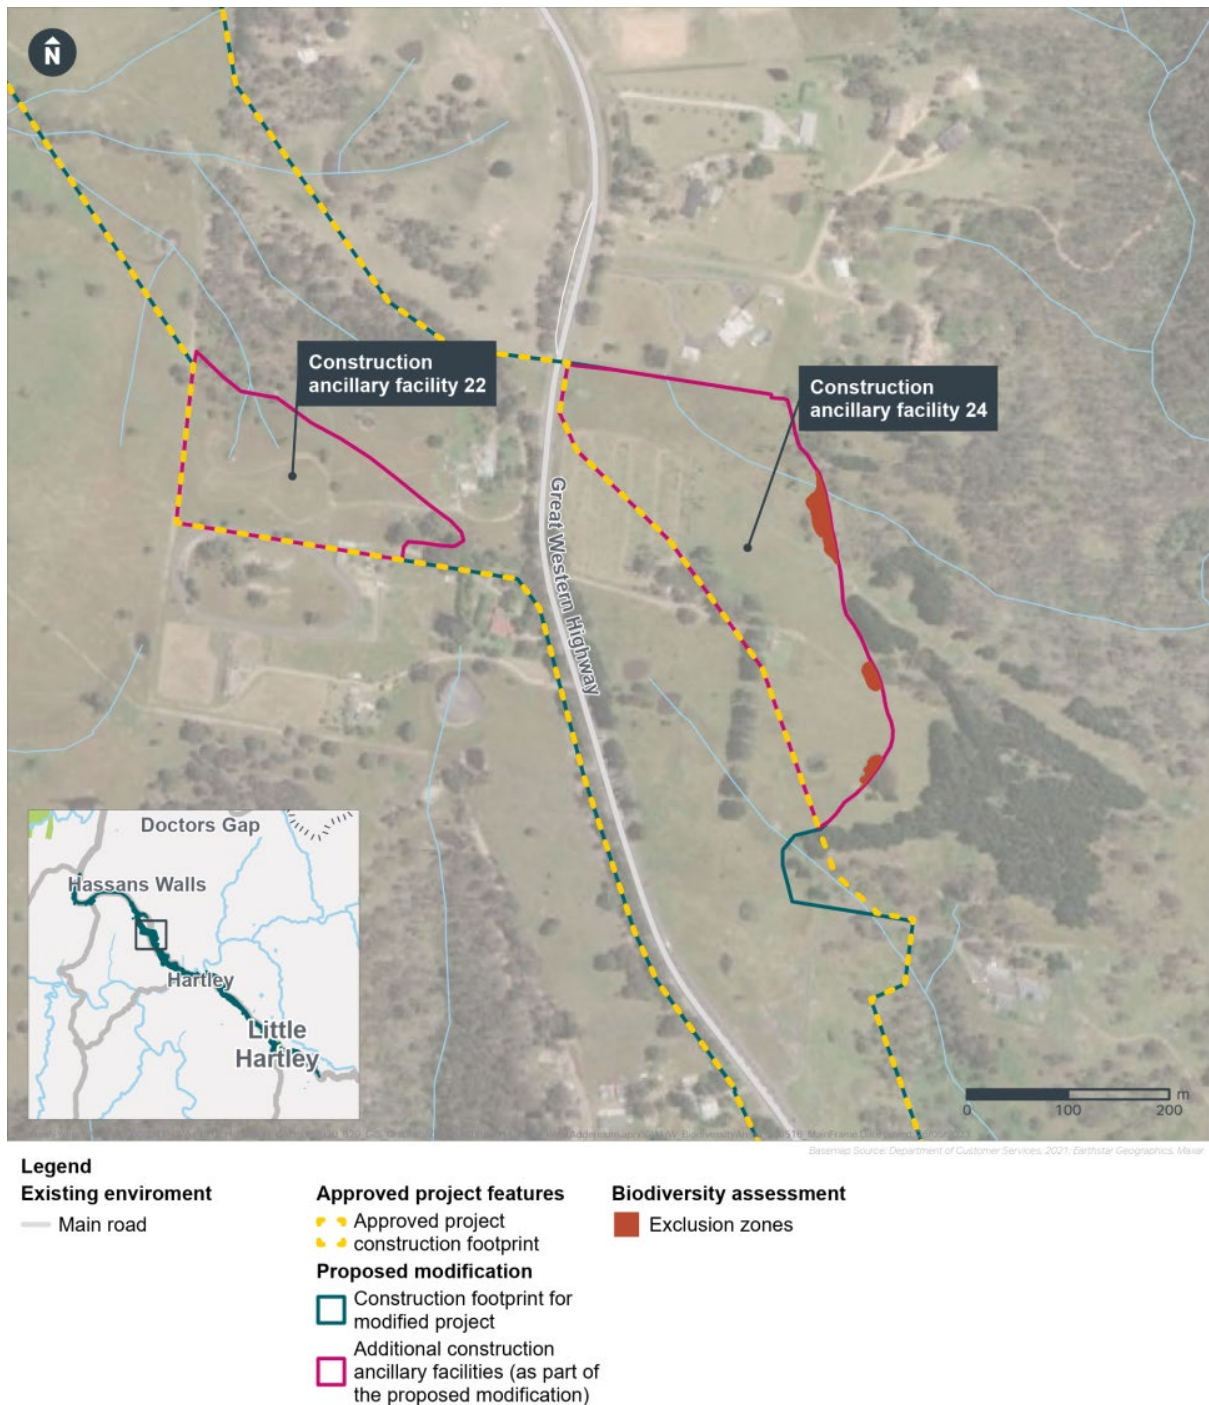 N
Construction
ancillary facility 22
Construction
ancillary facility 24
Great Western Highway
Doctors Gap
Hassans Walls
Hartley
Little
Hartley
m
0 100 200
Basemap Source: Department of Customer Services, 2021; Earthstar Geographics, Maxar
Legend
Existing enviroment
Main road
Approved project features
Approved project
construction footprint
Proposed modification
Construction footprint for
modified project
Additional construction
ancillary facilities (as part of
the proposed modification)
Biodiversity assessment
Exclusion zones